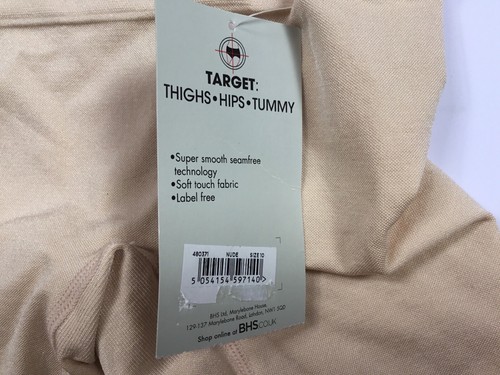 TARGET:
THIGHS•HIPS•TUMMY
•Super smooth seamfree
technology
•Soft touch fabric
•Label free
480371 NUDE SIZE 10
5 054154 597140 >
BHS Ltd, Marylebone House,
129-137 Marylebone Road, London, NW1 5QD
Shop online at BHS.CO.UK